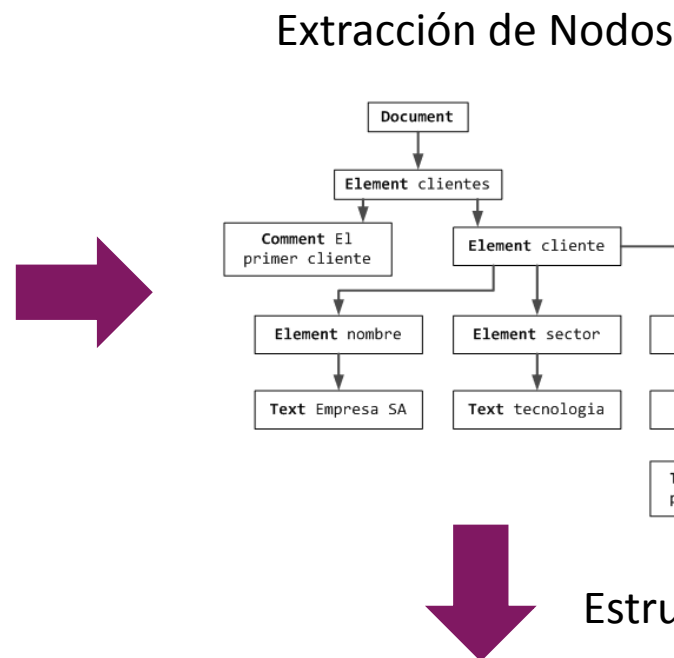 Extracción de Nodos
Document
Element clientes
Comment El
primer cliente
Element cliente
Element nombre
Element sector
Text Empresa SA
Text tecnologia